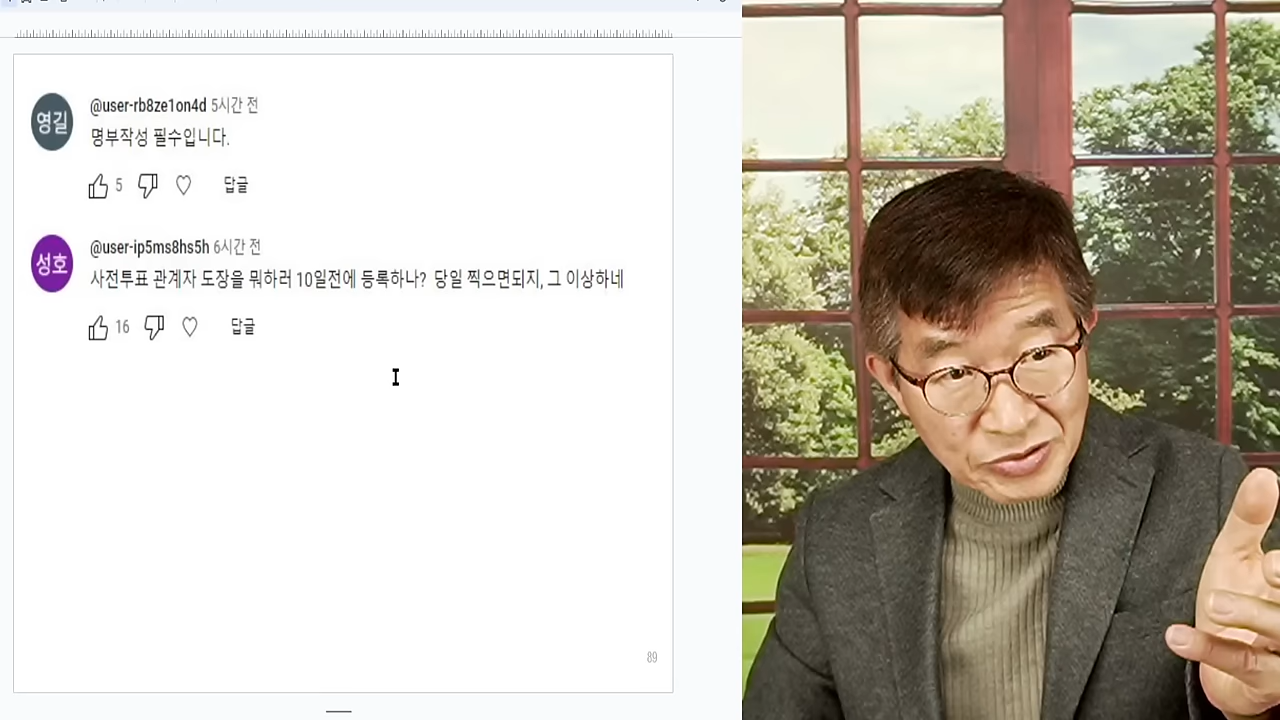 영길
@user-rb8ze1on4d 5시간 전
명부작성 필수입니다.
5 답글
성호
@user-ip5ms8hs5h 6시간 전
사전투표 관계자 도장을 뭐하러 10일전에 등록하나? 당일 찍으면되지, 그 이상하네
16 답글
89